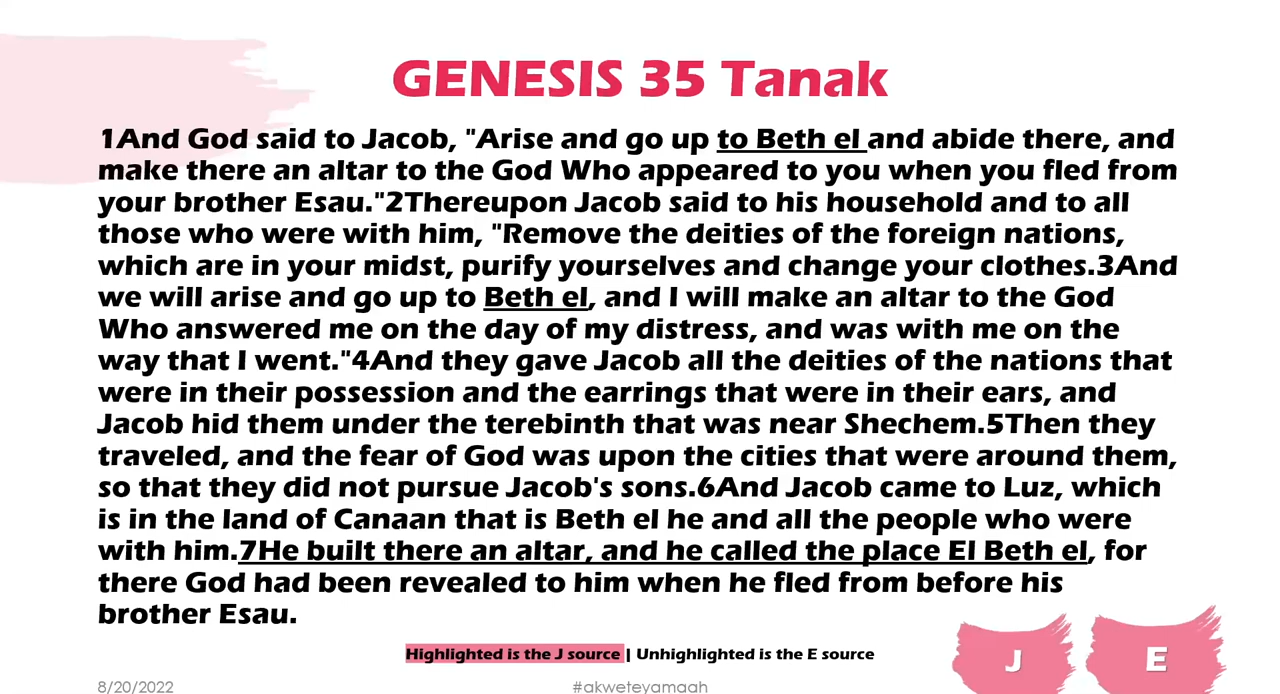 GENESIS 35 Tanak
1And God said to Jacob, "Arise and go up to Beth el and abide there, and
make there an altar to the God Who appeared to you when you fled from
your brother Esau."2Thereupon Jacob said to his household and to all
those who were with him, "Remove the deities of the foreign nations,
which are in your midst, purify yourselves and change your clothes.3And
we will arise and go up to Beth el, and I will make an altar to the God
Who answered me on the day of my distress, and was with me on the
way that I went."4And they gave Jacob all the deities of the nations that
were in their possession and the earrings that were in their ears, and
Jacob hid them under the terebinth that was near Shechem.5Then they
traveled, and the fear of God was upon the cities that were around them,
so that they did not pursue Jacob's sons.6And Jacob came to Luz, which
is in the land of Canaan that is Beth el he and all the people who were
with him.7He built there an altar, and he called the place El Beth el, for
there God had been revealed to him when he fled from before his
brother Esau.
Highlighted is the J source | Unhighlighted is the E source
J
E
8/20/2022
#akweteyamaah